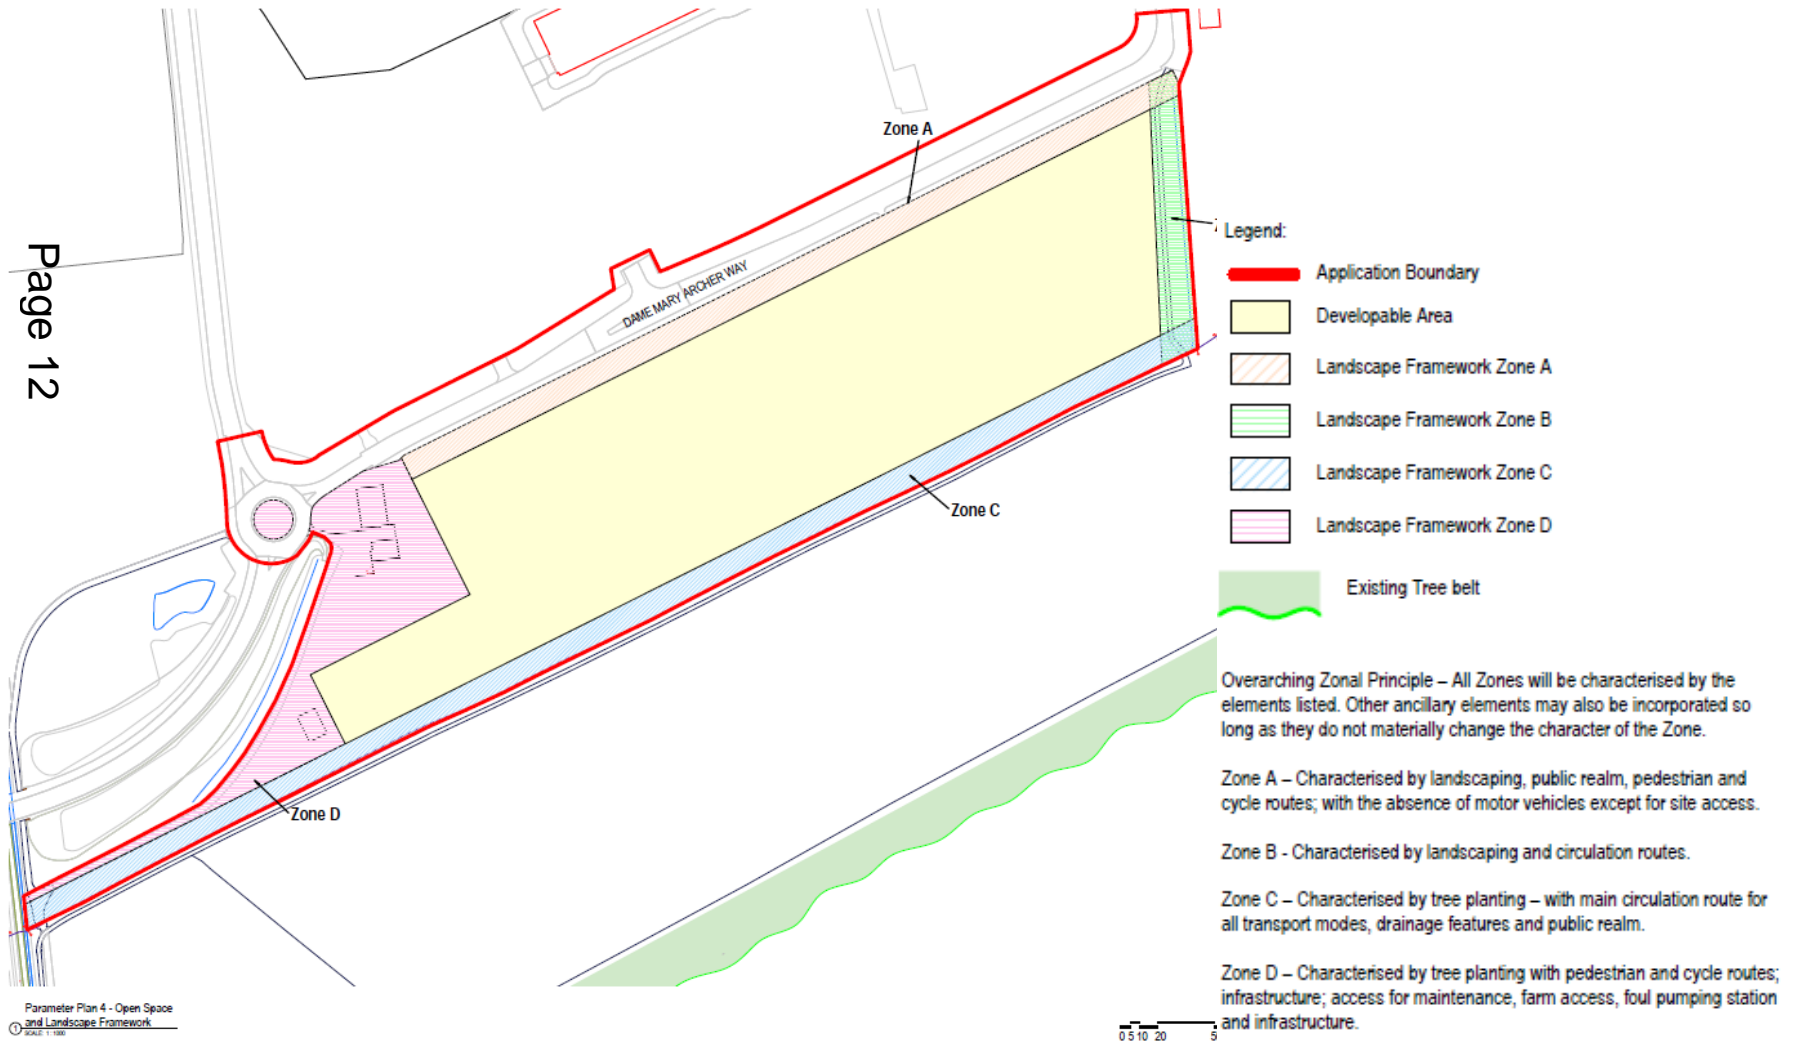 Page 12
Zone A
DAME MARY ARCHER WAY
Zone C
Zone D
Legend:
Application Boundary
Developable Area
Landscape Framework Zone A
Landscape Framework Zone B
Landscape Framework Zone C
Landscape Framework Zone D
Existing Tree belt
Overarching Zonal Principle – All Zones will be characterised by the
elements listed. Other ancillary elements may also be incorporated so
long as they do not materially change the character of the Zone.
Zone A – Characterised by landscaping, public realm, pedestrian and
cycle routes; with the absence of motor vehicles except for site access.
Zone B - Characterised by landscaping and circulation routes.
Zone C – Characterised by tree planting – with main circulation route for
all transport modes, drainage features and public realm.
Zone D – Characterised by tree planting with pedestrian and cycle routes;
infrastructure; access for maintenance, farm access, foul pumping station
and infrastructure.
1
Parameter Plan 4 - Open Space
and Landscape Framework
SCALE: 1:1000
0 5 10 20 5